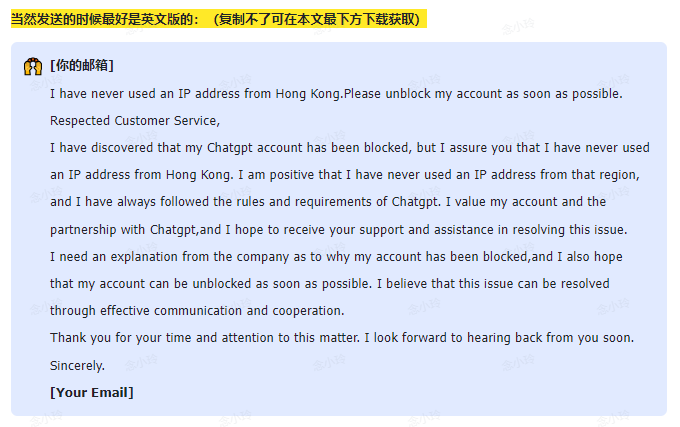 当然发送的时候最好是英文版的：（复制不了可在本文最下方下载获取）
[你的邮箱]
I have never used an IP address from Hong Kong.Please unblock my account as soon as possible.
Respected Customer Service,
I have discovered that my Chatgpt account has been blocked, but I assure you that I have never used
an IP address from Hong Kong. I am positive that I have never used an IP address from that region,
and I have always followed the rules and requirements of Chatgpt. I value my account and the
partnership with Chatgpt,and I hope to receive your support and assistance in resolving this issue.
I need an explanation from the company as to why my account has been blocked,and I also hope
that my account can be unblocked as soon as possible. I believe that this issue can be resolved
through effective communication and cooperation.
Thank you for your time and attention to this matter. I look forward to hearing back from you soon.
Sincerely.
[Your Email]